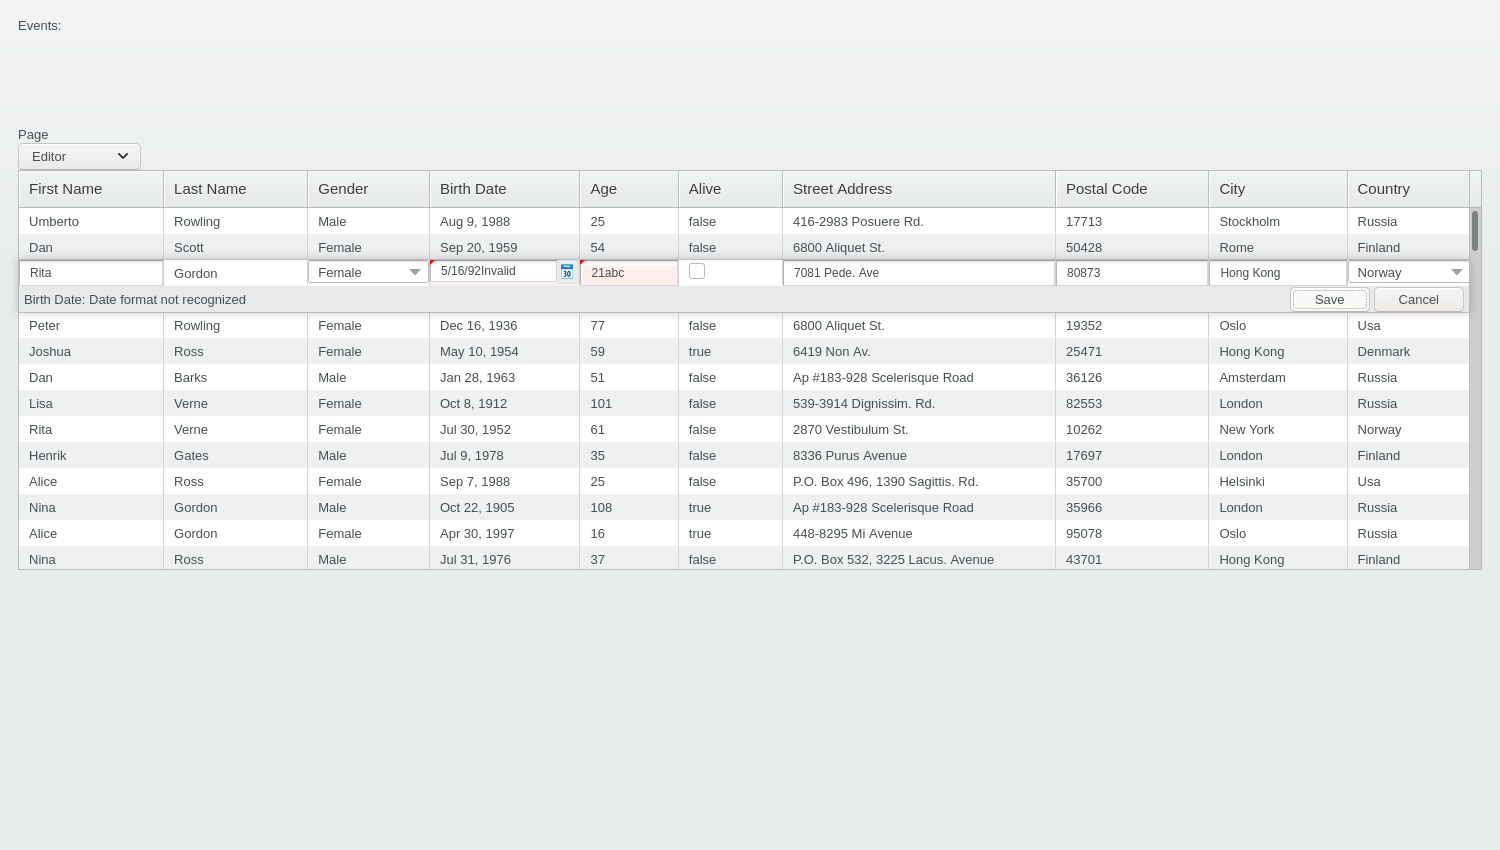 Events:
Page
Editor
First Name Last Name Gender Birth Date Age Alive Street Address Postal Code City Country
Umberto Rowling Male Aug 9, 1988 25 false 416-2983 Posuere Rd. 17713 Stockholm Russia
Dan Scott Female Sep 20, 1959 54 false 6800 Aliquet St. 50428 Rome Finland
Rita Gordon Female 5/16/92Invalid 30 21abc 7081 Pede. Ave 80873 Hong Kong Norway
Birth Date: Date format not recognized Save Cancel
Peter Rowling Female Dec 16, 1936 77 false 6800 Aliquet St. 19352 Oslo Usa
Joshua Ross Female May 10, 1954 59 true 6419 Non Av. 25471 Hong Kong Denmark
Dan Barks Male Jan 28, 1963 51 false Ap #183-928 Scelerisque Road 36126 Amsterdam Russia
Lisa Verne Female Oct 8, 1912 101 false 539-3914 Dignissim. Rd. 82553 London Russia
Rita Verne Female Jul 30, 1952 61 false 2870 Vestibulum St. 10262 New York Norway
Henrik Gates Male Jul 9, 1978 35 false 8336 Purus Avenue 17697 London Finland
Alice Ross Female Sep 7, 1988 25 false P.O. Box 496, 1390 Sagittis. Rd. 35700 Helsinki Usa
Nina Gordon Male Oct 22, 1905 108 true Ap #183-928 Scelerisque Road 35966 London Russia
Alice Gordon Female Apr 30, 1997 16 true 448-8295 Mi Avenue 95078 Oslo Russia
Nina Ross Male Jul 31, 1976 37 false P.O. Box 532, 3225 Lacus. Avenue 43701 Hong Kong Finland